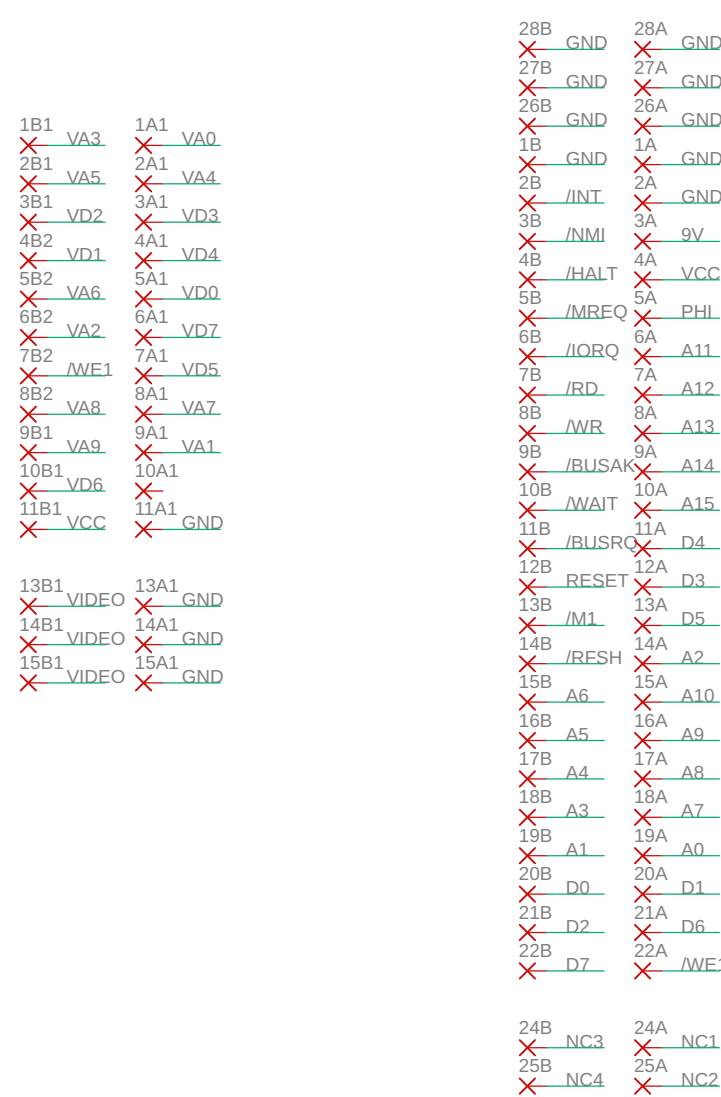 28B GND 28A GND
27B GND 27A GND
26B GND 26A GND
1B1 VA3 1A1 VA0 1B GND 1A GND
2B1 VA5 2A1 VA4 2B /INT 2A GND
3B1 VD2 3A1 VD3 3B /NMI 3A 9V
4B2 VD1 4A1 VD4 4B /HALT 4A VCC
5B2 VA6 5A1 VD0 5B /MREQ 5A PHI
6B2 VA2 6A1 VD7 6B /IORQ 6A A11
7B2 /WE1 7A1 VD5 7B /RD 7A A12
8B2 VA8 8A1 VA7 8B /WR 8A A13
9B1 VA9 9A1 VA1 9B /BUSAK 9A A14
10B1 VD6 10A1 10B /WAIT 10A A15
11B1 VCC 11A1 GND 11B /BUSRQ 11A D4
12B RESET 12A D3
13B1 VIDEO 13A1 GND 13B /M1 13A D5
14B1 VIDEO 14A1 GND 14B /RFSH 14A A2
15B1 VIDEO 15A1 GND 15B A6 15A A10
16B A5 16A A9
17B A4 17A A8
18B A3 18A A7
19B A1 19A A0
20B D0 20A D1
21B D2 21A D6
22B D7 22A /WE1
24B NC3 24A NC1
25B NC4 25A NC2